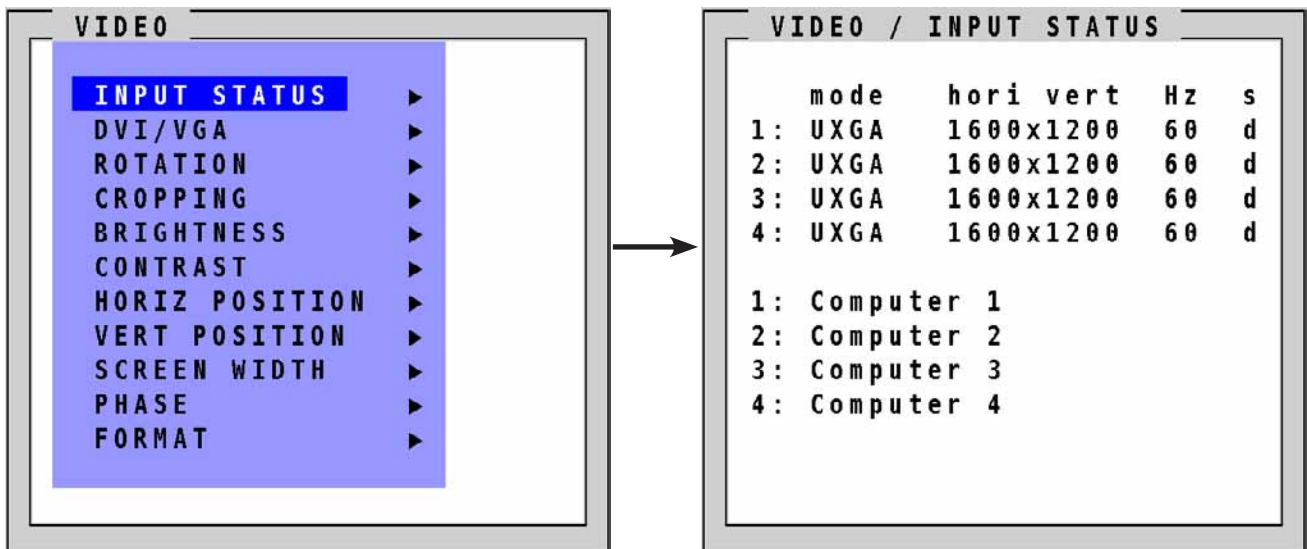 VIDEO
INPUT STATUS
DVI/VGA
ROTATION
CROPPING
BRIGHTNESS
CONTRAST
HORIZ POSITION
VERT POSITION
SCREEN WIDTH
PHASE
FORMAT
VIDEO / INPUT STATUS
mode hori vert Hz s
1: UXGA 1600x1200 60 d
2: UXGA 1600x1200 60 d
3: UXGA 1600x1200 60 d
4: UXGA 1600x1200 60 d
1: Computer 1
2: Computer 2
3: Computer 3
4: Computer 4